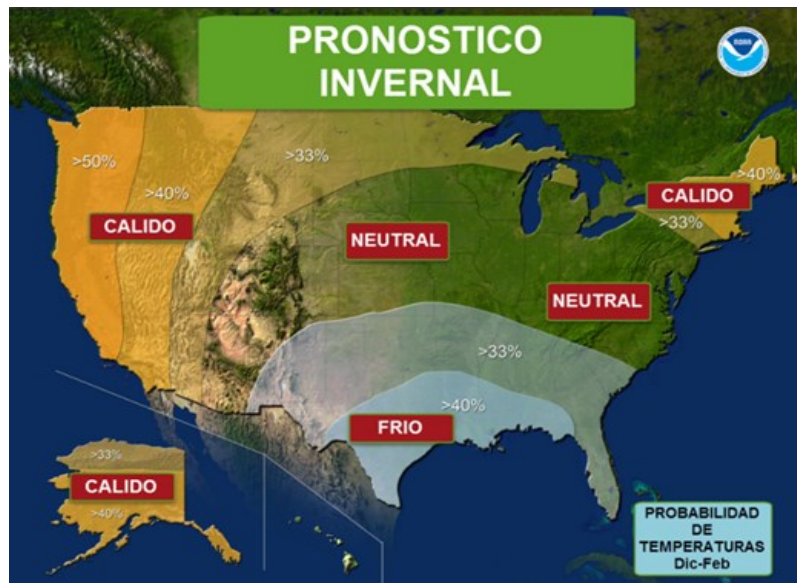 PRONOSTICO
INVERNAL
>50%
>40%
CALIDO
>33%
NEUTRAL
NEUTRAL
>40%
CALIDO
>33%
>33%
>40%
FRIO
>33%
CALIDO
>40%
PROBABILIDAD
DE
TEMPERATURAS
Dic-Feb